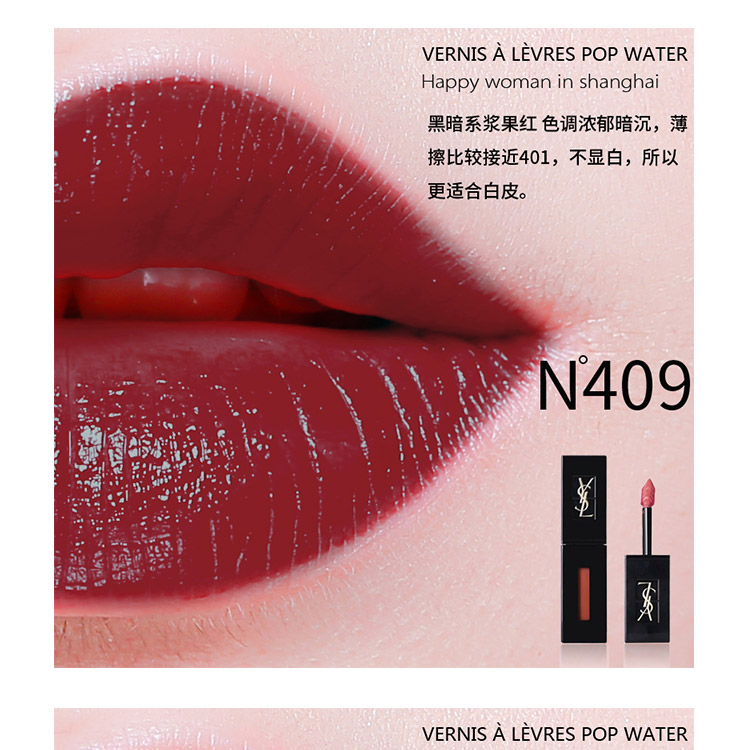 VERNIS À LÈVRES POP WATER
Happy woman in shanghai
黑暗系浆果红 色调浓郁暗沉，薄
擦比较接近401，不显白，所以
更适合白皮。
N°409
YSL
YSL
VERNIS À LÈVRES POP WATER